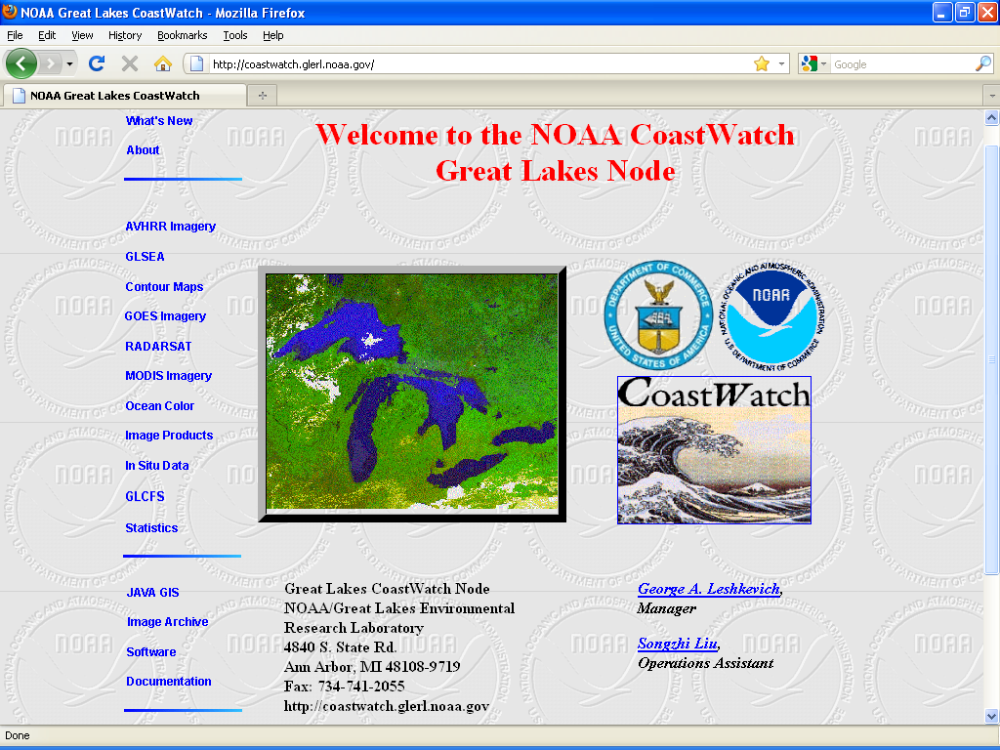 NOAA Great Lakes CoastWatch - Mozilla Firefox
File Edit View History Bookmarks Tools Help
http://coastwatch.glerl.noaa.gov/
Google
NOAA Great Lakes CoastWatch
What's New
About
Welcome to the NOAA CoastWatch
Great Lakes Node
AVHRR Imagery
GLSEA
Contour Maps
GOES Imagery
RADARSAT
MODIS Imagery
Ocean Color
Image Products
In Situ Data
GLCFS
Statistics
DEPARTMENT OF COMMERCE
UNITED STATES OF AMERICA
NATIONAL OCEANIC AND ATMOSPHERIC ADMINISTRATION
NOAA
U.S. DEPARTMENT OF COMMERCE
CoastWatch
JAVA GIS
Image Archive
Software
Documentation
Great Lakes CoastWatch Node
NOAA/Great Lakes Environmental
Research Laboratory
4840 S. State Rd.
Ann Arbor, MI 48108-9719
Fax: 734-741-2055
http://coastwatch.glerl.noaa.gov
George A. Leshkevich,
Manager
Songzhi Liu,
Operations Assistant
Done